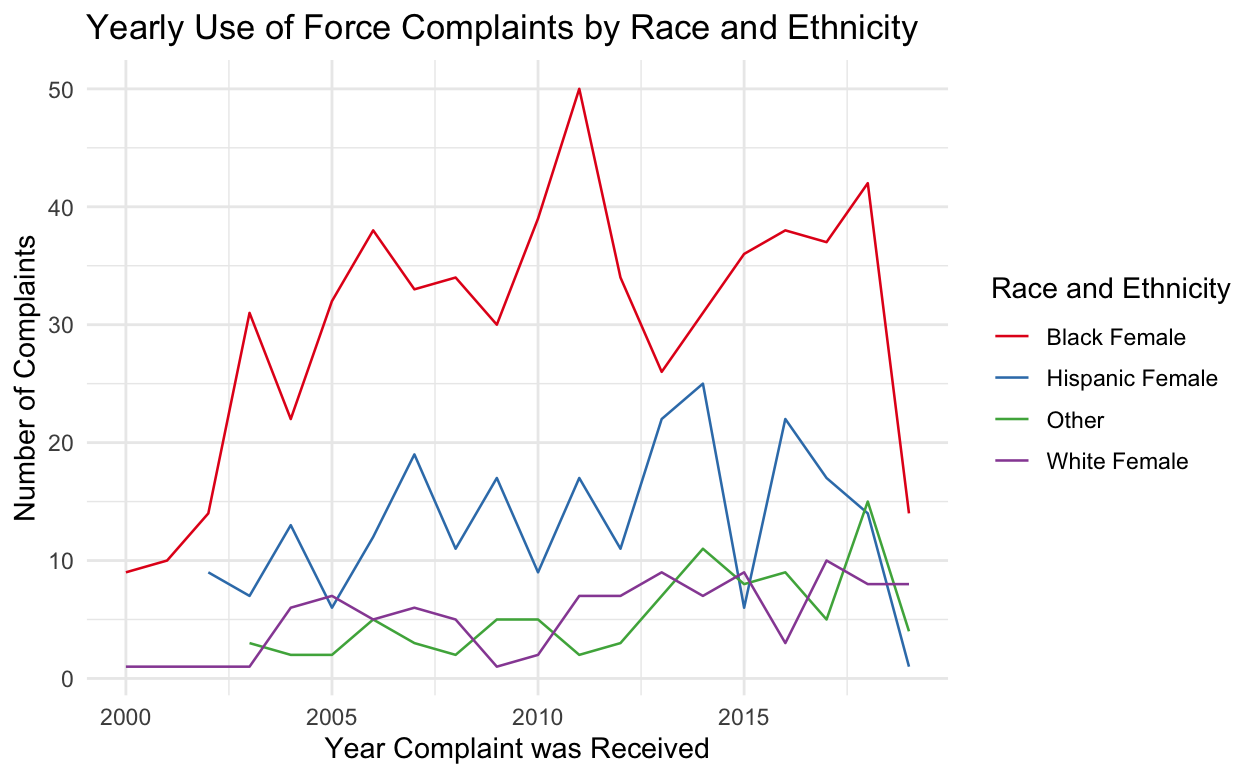 Yearly Use of Force Complaints by Race and Ethnicity
Number of Complaints
50
40
30
20
10
0
2000 2005 2010 2015
Year Complaint was Received
Race and Ethnicity
Black Female
Hispanic Female
Other
White Female